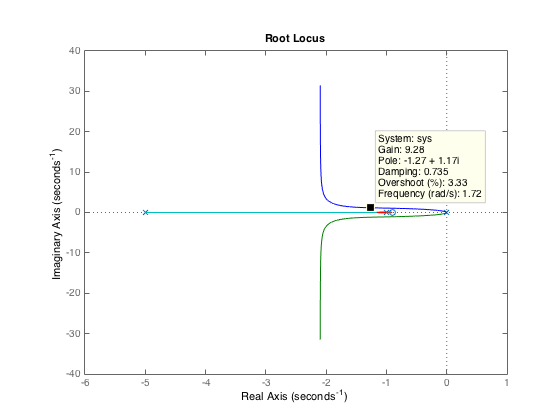 Root Locus
40
30
20
10
0
-10
-20
-30
-40
Imaginary Axis (seconds⁻¹)
System: sys
Gain: 9.28
Pole: -1.27 + 1.17i
Damping: 0.735
Overshoot (%): 3.33
Frequency (rad/s): 1.72
-6
-5
-4
-3
-2
-1
0
1
Real Axis (seconds⁻¹)